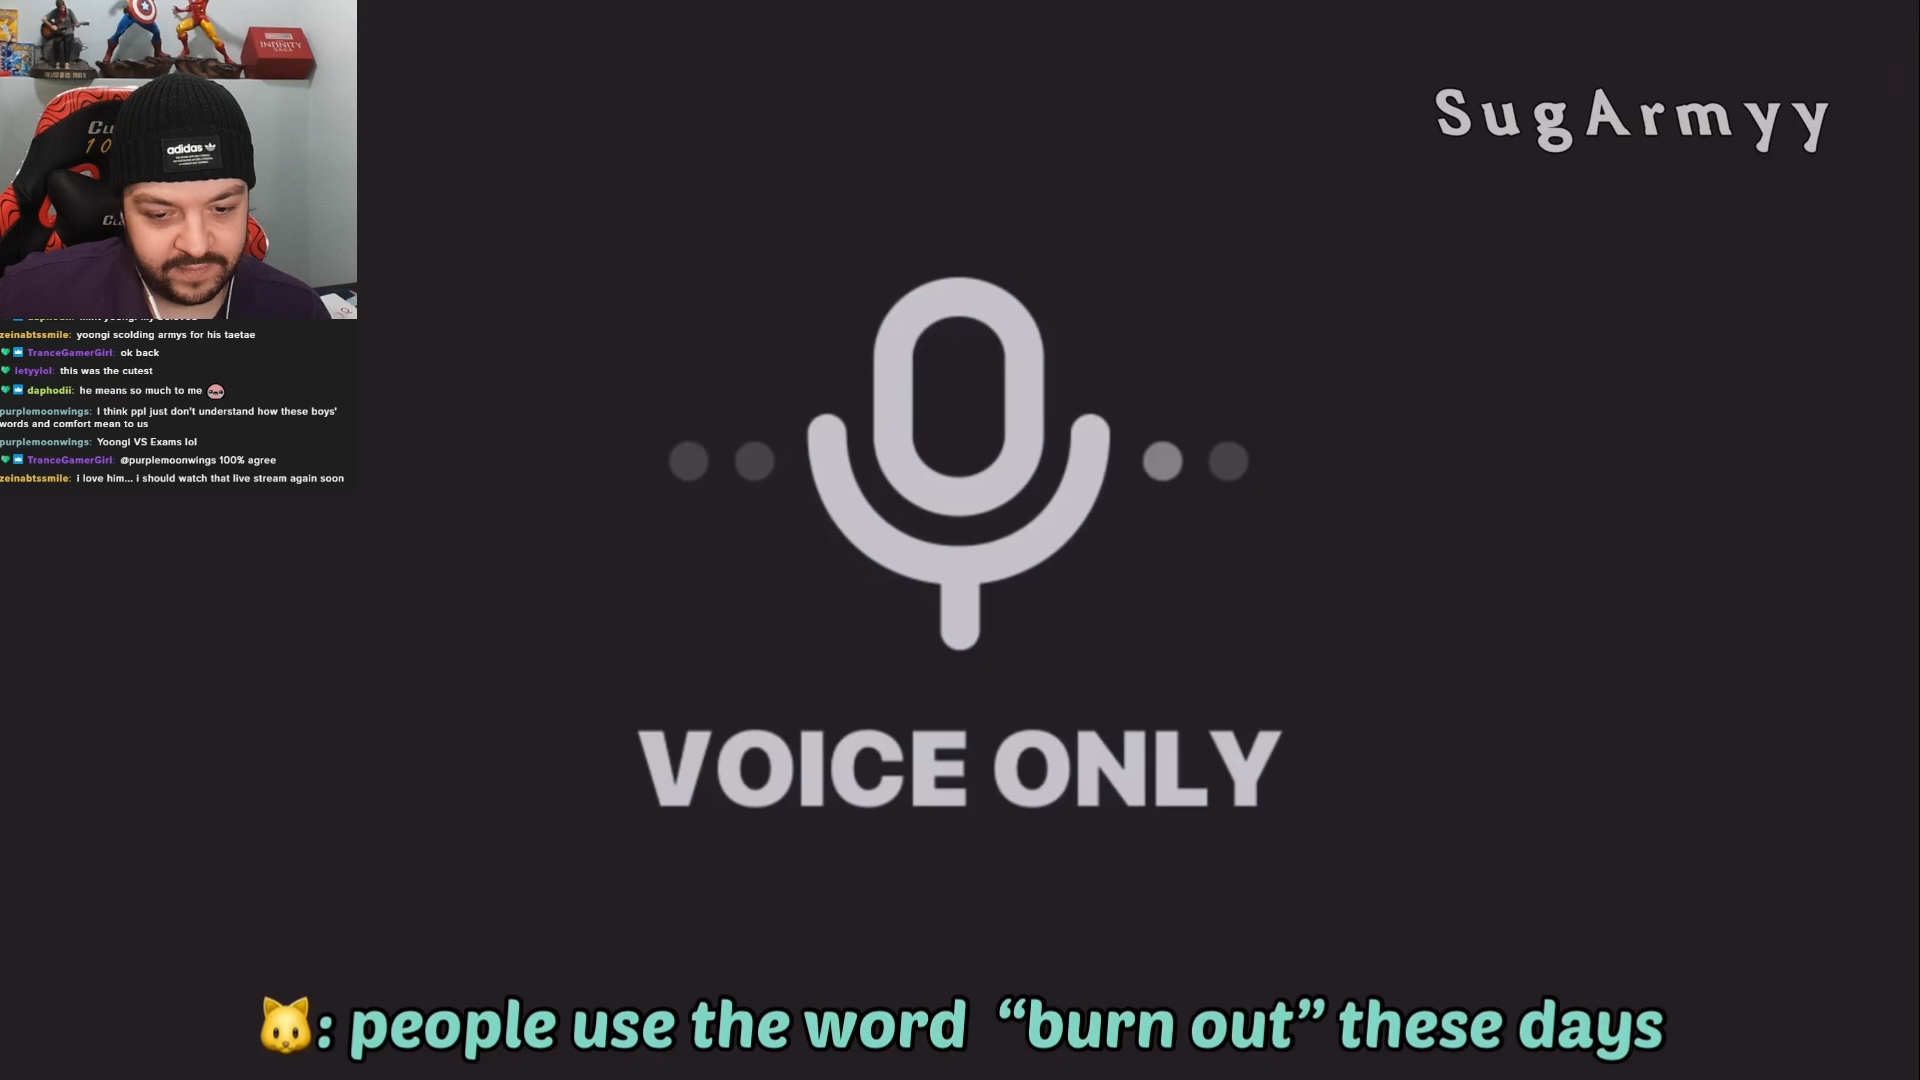 INFINITY
SAGA
Cu
10
adidas
SugArmyy
zeinabtssmile: yoongi scolding armys for his taetae
TranceGamerGirl: ok back
letyylol: this was the cutest
daphodii: he means so much to me
purplemoonwings: I think ppl just don't understand how these boys'
words and comfort mean to us
purplemoonwings: Yoongi VS Exams lol
TranceGamerGirl: @purplemoonwings 100% agree
zeinabtssmile: i love him... i should watch that live stream again soon
VOICE ONLY
: people use the word “burn out” these days